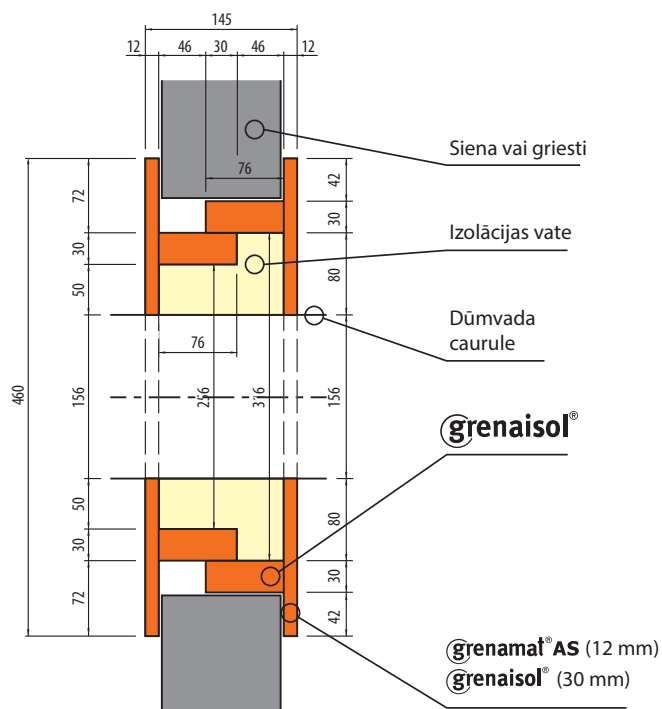 145
12 46 30 46 12
Siena vai griesti
76
72
42
30
30
Izolācijas vate
50
80
Dūmvada
caurule
76
460
156
256
316
156
grenaisol®
50
80
30
30
72
42
grenamat® AS (12 mm)
grenaisol® (30 mm)